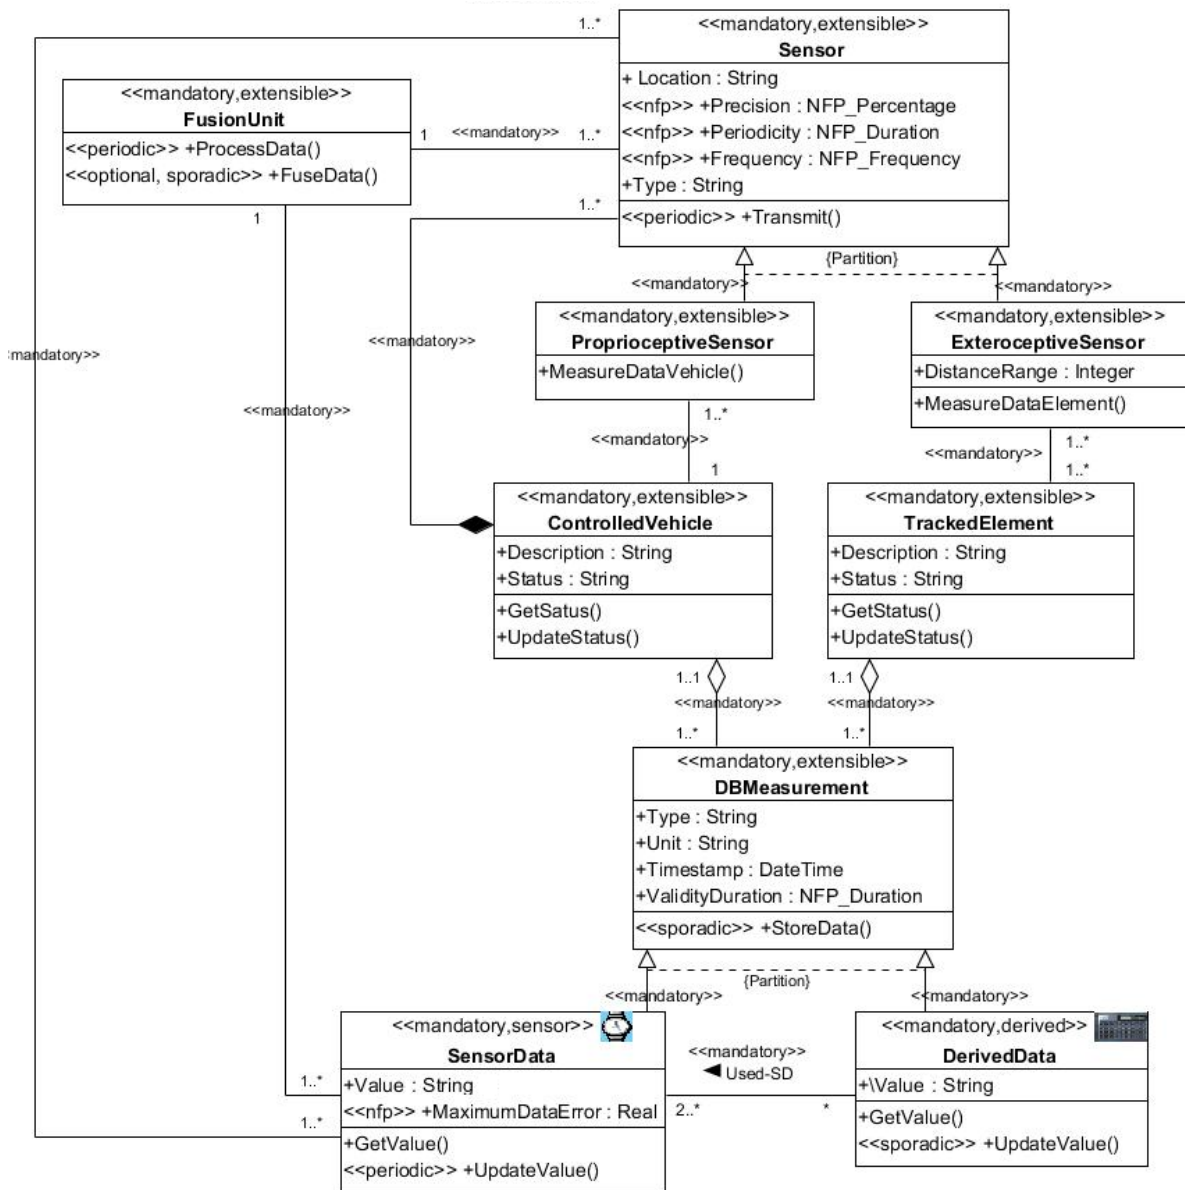 1..*
<<mandatory,extensible>>
Sensor
+ Location : String
<<nfp>> +Precision : NFP_Percentage
<<nfp>> +Periodicity : NFP_Duration
<<nfp>> +Frequency : NFP_Frequency
+Type : String
<<periodic>> +Transmit()
<<mandatory,extensible>>
FusionUnit
<<periodic>> +ProcessData()
<<optional, sporadic>> +FuseData()
1
<<mandatory>>
1..*
1
1..*
{Partition}
<<mandatory>>
<<mandatory>>
<<mandatory,extensible>>
ProprioceptiveSensor
+MeasureDataVehicle()
<<mandatory,extensible>>
ExteroceptiveSensor
+DistanceRange : Integer
+MeasureDataElement()
<mandatory>>
<<mandatory>>
<<mandatory>>
1..*
<<mandatory>>
1
1..*
<<mandatory>>
1..*
<<mandatory,extensible>>
ControlledVehicle
+Description : String
+Status : String
+GetSatus()
+UpdateStatus()
<<mandatory,extensible>>
TrackedElement
+Description : String
+Status : String
+GetStatus()
+UpdateStatus()
1..1
<<mandatory>>
1..*
1..1
<<mandatory>>
1..*
<<mandatory,extensible>>
DBMeasurement
+Type : String
+Unit : String
+Timestamp : DateTime
+ValidityDuration : NFP_Duration
<<sporadic>> +StoreData()
{Partition}
<<mandatory>>
<<mandatory>>
<<mandatory,sensor>>
SensorData
+Value : String
<<nfp>> +MaximumDataError : Real
+GetValue()
<<periodic>> +UpdateValue()
1..*
1..*
<<mandatory>>
◀ Used-SD
2..*
*
<<mandatory,derived>>
DerivedData
+\Value : String
+GetValue()
<<sporadic>> +UpdateValue()